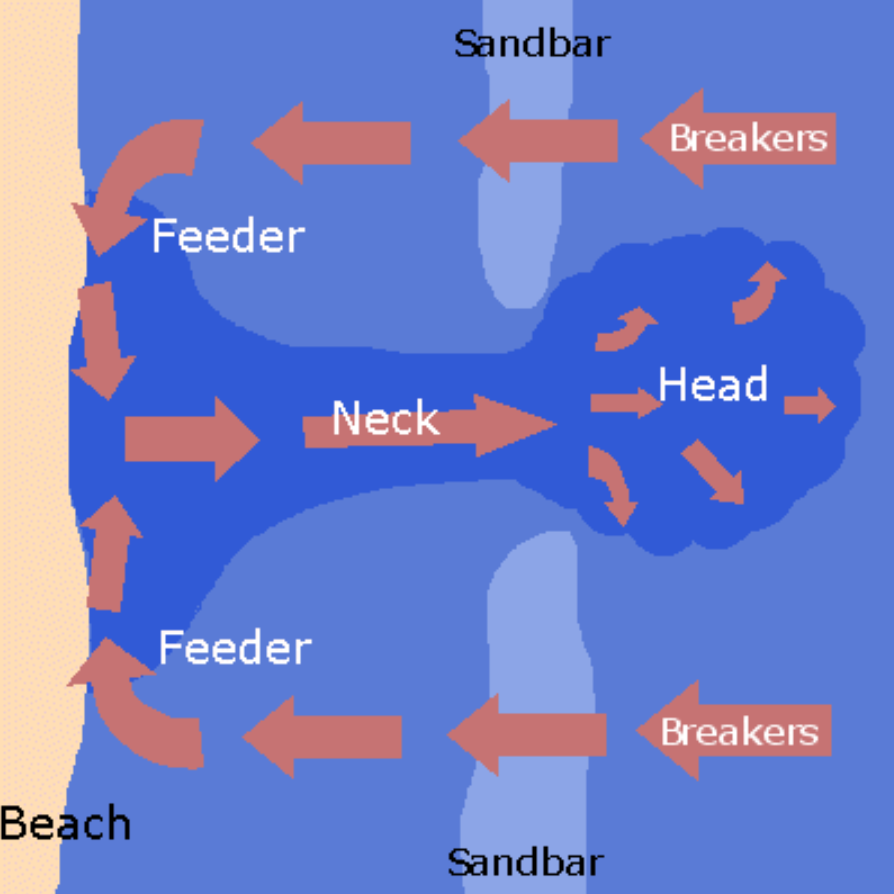 Sandbar
Breakers
Feeder
Head
Neck
Feeder
Breakers
Beach
Sandbar